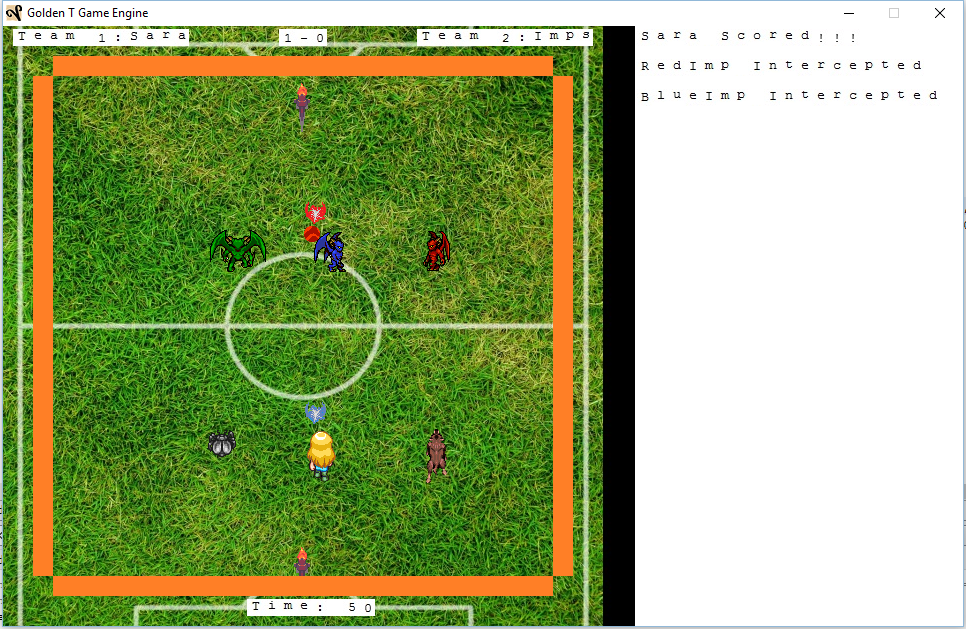 Golden T Game Engine
Team 1:Sara
1-0
Team 2:Imps
Sara Scored!!!
RedImp Intercepted
BlueImp Intercepted
Time: 50